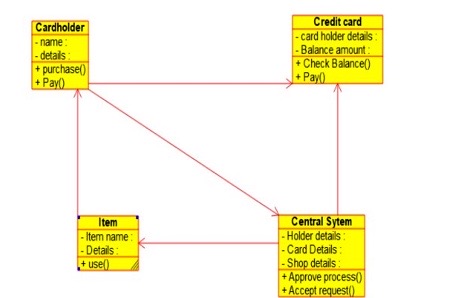 Cardholder
- name :
- details :
+ purchase()
+ Pay()
Credit card
- card holder details :
- Balance amount :
+ Check Balance()
+ Pay()
Item
- Item name :
- Details :
+ use()
Central Sytem
- Holder details :
- Card Details :
- Shop details :
+ Approve process()
+ Accept request()